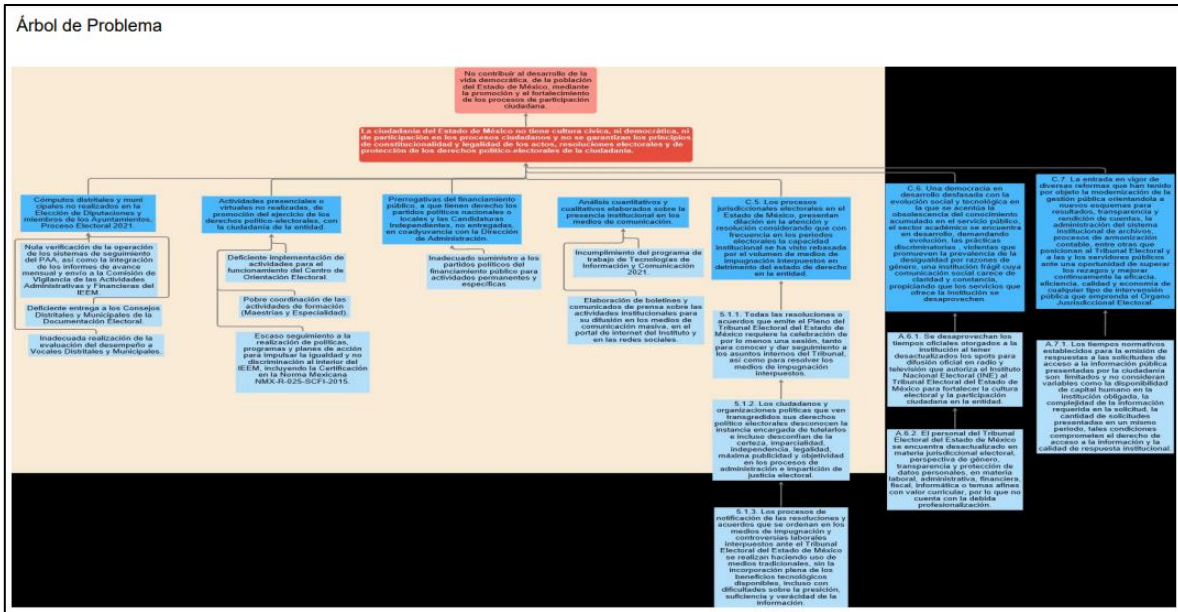 Árbol de Problema
No contribuir al desarrollo de la
vida democrática, de la población
del Estado de México, mediante
la promoción y el fortalecimiento
de los procesos de participación
ciudadana.
La ciudadanía del Estado de México no tiene cultura cívica, ni democrática, ni
de participación en los procesos ciudadanos y no se garantizan los principios
de constitucionalidad y legalidad de los actos, resoluciones electorales y de
protección de los derechos político-electorales de la ciudadanía.
Cómputos distritales y muni
cipales no realizados en la
Elección de Diputaciones y
miembros de los Ayuntamientos,
Proceso Electoral 2021.
Nula verificación de la operación
de los sistemas de seguimiento
del PAA, así como la integración
de los informes de avance
mensual y envío a la Comisión de
Vigilancia de las Actividades
Administrativas y Financieras del
IEEM.
Deficiente entrega a los Consejos
Distritales y Municipales de la
Documentación Electoral.
Inadecuada realización de la
evaluación del desempeño a
Vocales Distritales y Municipales.
Actividades presenciales o
virtuales no realizadas, de
promoción del ejercicio de los
derechos político-electorales, con
la ciudadanía de la entidad.
Deficiente implementación de
actividades para el
funcionamiento del Centro de
Orientación Electoral.
Pobre coordinación de las
actividades de formación
(Maestrías y Especialidad).
Escaso seguimiento a la
realización de políticas,
programas y planes de acción
para impulsar la igualdad y no
discriminación al interior del
IEEM, incluyendo la Certificación
en la Norma Mexicana
NMX-R-025-SCFI-2015.
Prerrogativas del financiamiento
público, a que tienen derecho los
partidos políticos nacionales o
locales y las Candidaturas
Independientes, no entregadas,
en coadyuvancia con la Dirección
de Administración.
Inadecuado suministro a los
partidos políticos del
financiamiento público para
actividades permanentes y
específicas
Análisis cuantitativos y
cualitativos elaborados sobre la
presencia institucional en los
medios de comunicación.
Incumplimiento del programa de
trabajo de Tecnologías de
Información y Comunicación
2021.
Elaboración de boletines y
comunicados de prensa sobre las
actividades institucionales para
su difusión en los medios de
comunicación masiva, en el
portal de internet del Instituto y
en las redes sociales.
C.5. Los procesos
jurisdiccionales electorales en el
Estado de México, presentan
dilación en la atención y
resolución considerando que con
frecuencia en los periodos
electorales la capacidad
institucional se ha visto rebasada
por el volumen de medios de
impugnación interpuestos en
detrimento del estado de derecho
en la entidad.
5.1.1. Todas las resoluciones o
acuerdos que emite el Pleno del
Tribunal Electoral del Estado de
México requiere la celebración de
por lo menos una sesión, tanto
para conocer y dar seguimiento a
los asuntos internos del Tribunal,
así como para resolver los
medios de impugnación
interpuestos.
5.1.2. Los ciudadanos y
organizaciones políticas que ven
transgredidos sus derechos
político electorales desconocen la
instancia encargada de tutelarlos
e incluso desconfían de la
certeza, imparcialidad,
independencia, legalidad,
máxima publicidad y objetividad
en los procesos de
administración e impartición de
justicia electoral.
5.1.3. Los procesos de
notificación de las resoluciones y
acuerdos que se ordenan en los
medios de impugnación y
controversias laborales
interpuestos ante el Tribunal
Electoral del Estado de México
se realizan haciendo uso de
medios tradicionales, sin la
incorporación plena de los
beneficios tecnológicos
disponibles, incluso con
dificultades sobre la presición,
suficiencia y verácidad de la
información.
C.6. Una democracia en
desarrollo desfasada con la
evolución social y tecnológica en
la que se acentúa la
obsolescencia del conocimiento
acumulado en el servicio público,
el sector académico se encuentra
en desarrollo, demandando
evolución, las prácticas
discriminatorias , violentas que
promueven la prevalencia de la
desigualdad por razones de
género, una institución frágil cuya
comunicación social carece de
claridad y constancia,
propiciando que los servicios que
ofrece la Institución se
desaprovechen.
A.6.1. Se desaprovechan los
tiempos oficiales otorgados a la
institución al tener
desactualizados los spots para
difusión oficial en radio y
televisión que autoriza el Instituto
Nacional Electoral (INE) al
Tribunal Electoral del Estado de
México para fortalecer la cultura
electoral y la participación
ciudadana en la entidad.
A.6.2. El personal del Tribunal
Electoral del Estado de México
se encuentra desactualizado en
materia jurisdiccional electoral,
perspectiva de género,
transparencia y protección de
datos personales, en materia
laboral, administrativa, financiera,
fiscal, informática o temas afines
con valor curricular, por lo que no
cuenta con la debida
profesionalización.
C.7. La entrada en vigor de
diversas reformas que han tenido
por objeto la modernización de la
gestión pública orientandola a
resultados, transparencia y
rendición de cuentas, la
administración del sistema
institucional de archivos,
procesos de armonización
contable, entre otras que
posicionan al Tribunal Electoral y
a las y los servidores públicos
ante una oportunidad de superar
los rezagos y mejorar
continuamente la eficacia,
eficiencia, calidad y economía de
cualquier tipo de intervención
pública que emprenda el Órgano
Jusrisdiccional Electoral.
A.7.1. Los tiempos normativos
establecidos para la emisión de
respuestas a las solicitudes de
acceso a la información pública
presentadas por la ciudadanía
son limitados y no consideran
variables como la disponibilidad
de capital humano en la
institución obligada, la
complejidad de la información
requerida en la solicitud, la
cantidad de solicitudes
presentadas en un mismo
periodo, tales condiciones
comprometen el derecho de
acceso a la información y la
calidad de respuesta institucional.